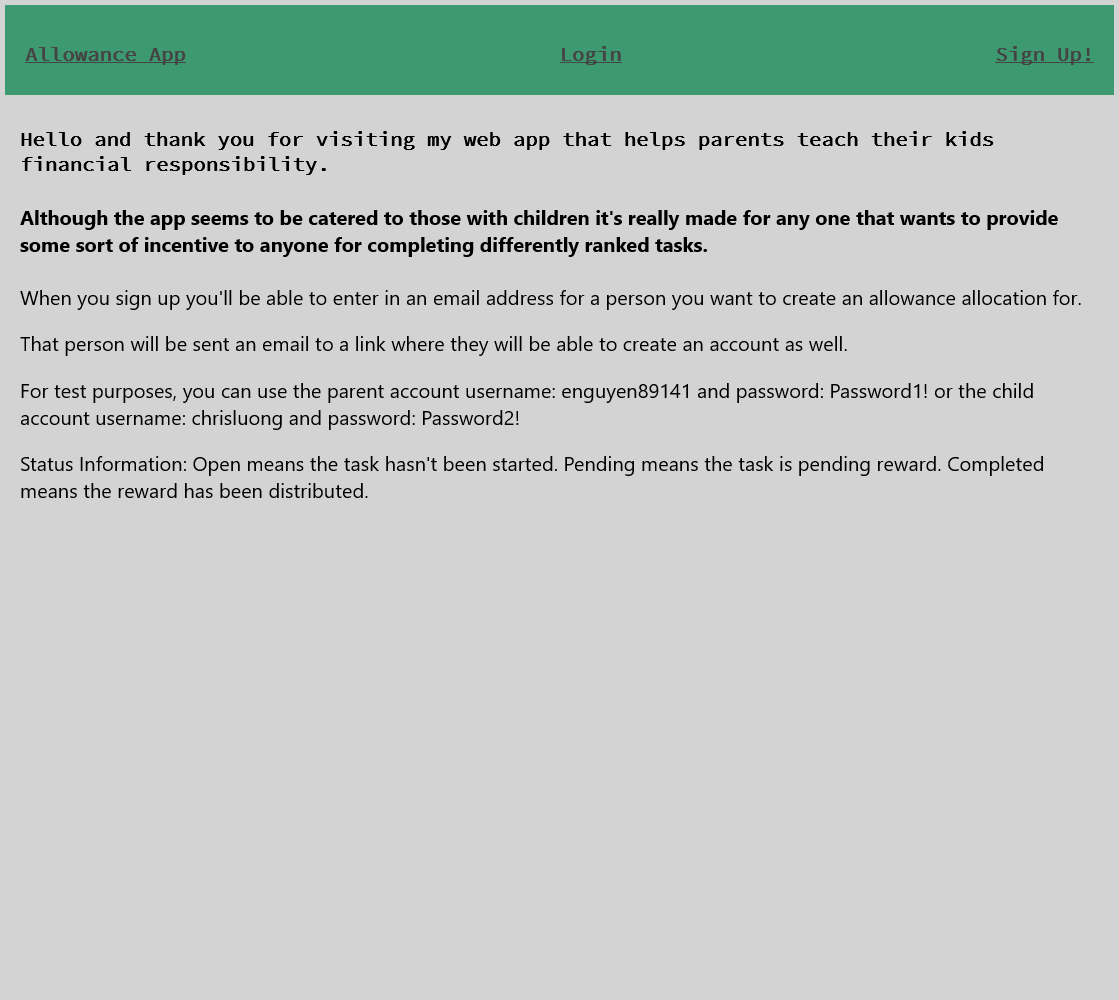 Allowance App Login Sign Up!
Hello and thank you for visiting my web app that helps parents teach their kids
financial responsibility.
Although the app seems to be catered to those with children it's really made for any one that wants to provide
some sort of incentive to anyone for completing differently ranked tasks.
When you sign up you'll be able to enter in an email address for a person you want to create an allowance allocation for.
That person will be sent an email to a link where they will be able to create an account as well.
For test purposes, you can use the parent account username: enguyen89141 and password: Password1! or the child
account username: chrisluong and password: Password2!
Status Information: Open means the task hasn't been started. Pending means the task is pending reward. Completed
means the reward has been distributed.